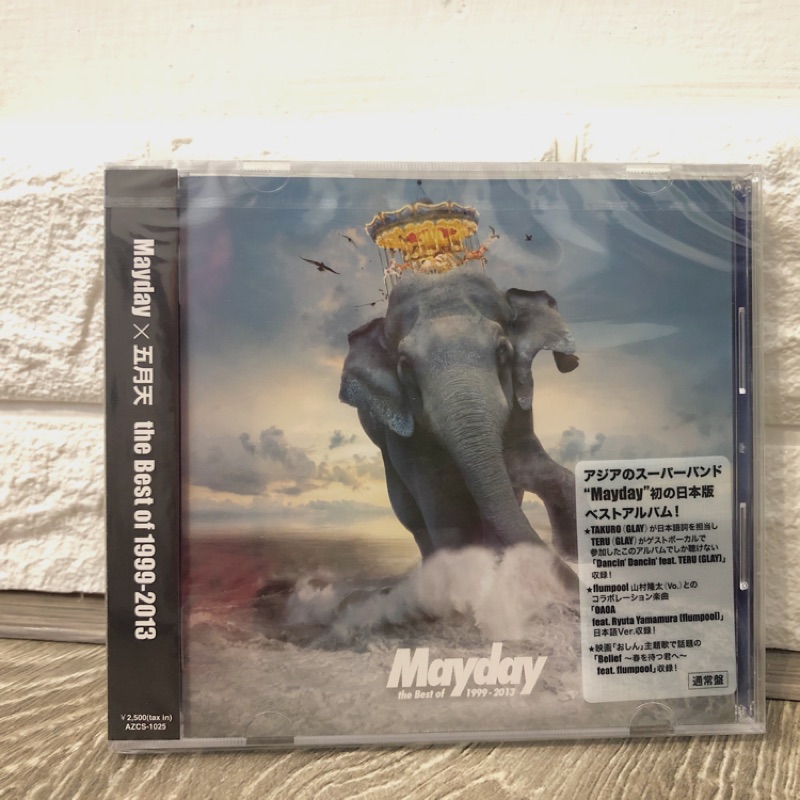 Mayday × 五月天 the Best of 1999-2013
¥2,500(tax in)
AZCS-1025
Mayday
the Best of 1999-2013
アジアのスーパーバンド
“Mayday”初の日本版
ベストアルバム!
★TAKURO(GLAY)が日本語詞を担当し
TERU(GLAY)がゲストボーカルで
参加したこのアルバムでしか聴けない
「Dancin' Dancin' feat. TERU (GLAY)」
収録!
★flumpool 山村隆太(Vo.)との
コラボレーション楽曲
「OAOA
feat. Ryuta Yamamura (flumpool)」
日本語Ver.収録!
★映画「おしん」主題歌で話題の
「Belief ~春を待つ君へ~
feat. flumpool」収録!
通常盤